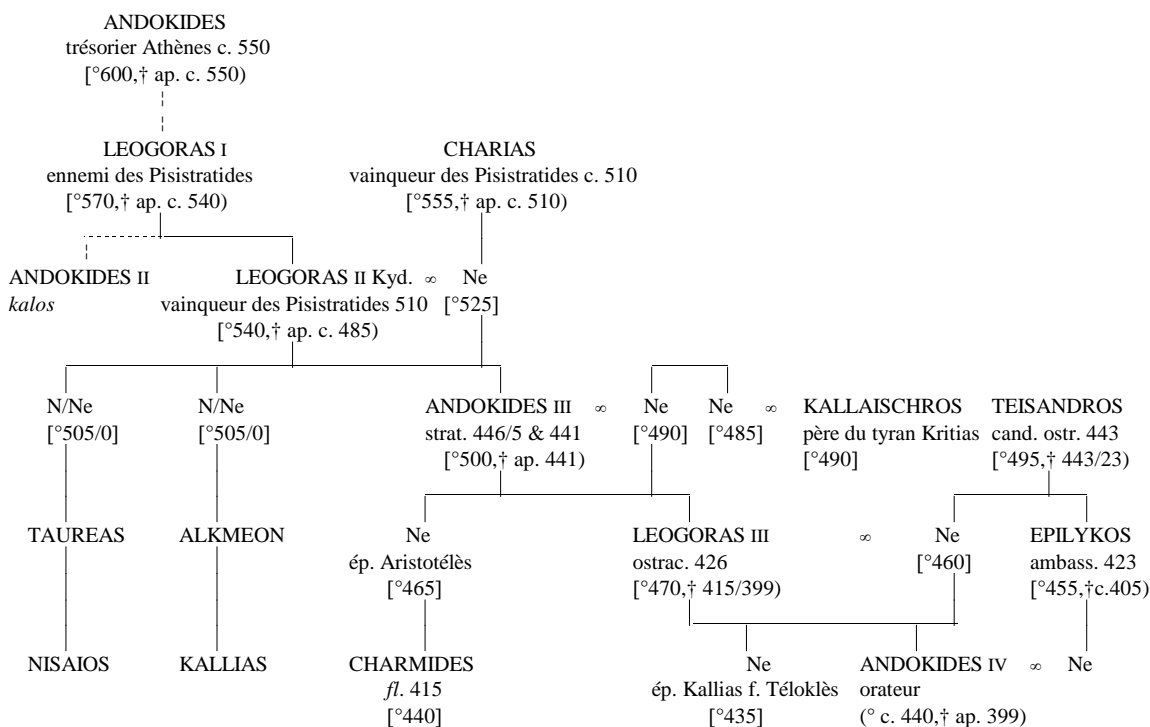 ANDOKIDES
trésorier Athènes c. 550
[°600,† ap. c. 550)
LEOGORAS I CHARIAS
ennemi des Pisistratides vainqueur des Pisistratides c. 510
[°570,† ap. c. 540) [°555,† ap. c. 510)
ANDOKIDES II LEOGORAS II Kyd. ∞ Ne
kalos vainqueur des Pisistratides 510 [°525]
[°540,† ap. c. 485)
N/Ne N/Ne ANDOKIDES III ∞ Ne Ne ∞ KALLAISCHROS TEISANDROS
[°505/0] [°505/0] strat. 446/5 & 441 [°490] [°485] père du tyran Kritias cand. ostr. 443
[°500,† ap. 441) [°490] [°495,† 443/23)
TAUREAS ALKMEON Ne LEOGORAS III ∞ Ne EPILYKOS
ép. Aristotélès ostrac. 426 [°460] ambass. 423
[°465] [°470,† 415/399) [°455,†c.405)
NISAIOS KALLIAS CHARMIDES Ne ANDOKIDES IV ∞ Ne
fl. 415 ép. Kallias f. Téloklès orateur
[°440] [°435] (° c. 440,† ap. 399)